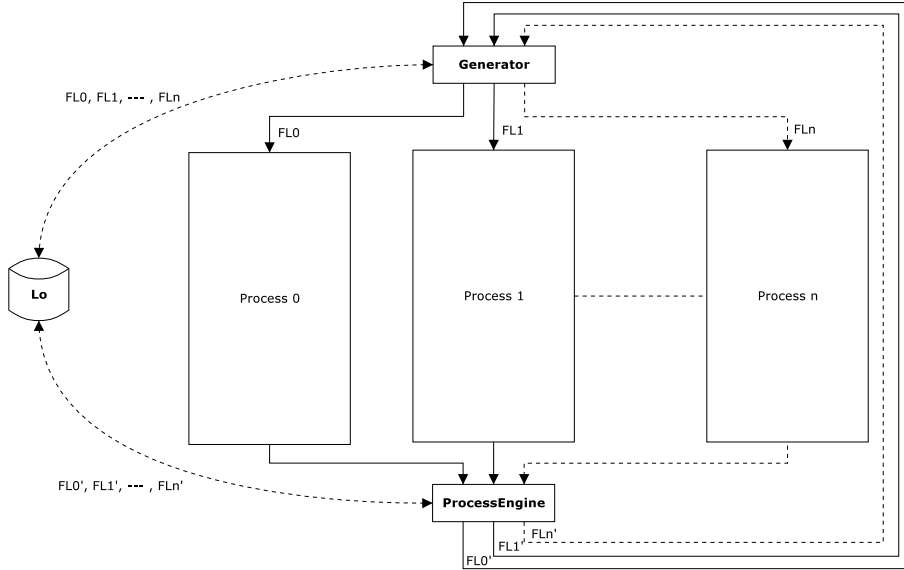 Generator
FL0, FL1, --- , FLn
FL0
FL1
FLn
Process 0
Process 1
Process n
Lo
FL0', FL1', --- , FLn'
ProcessEngine
FLn'
FL1'
FL0'